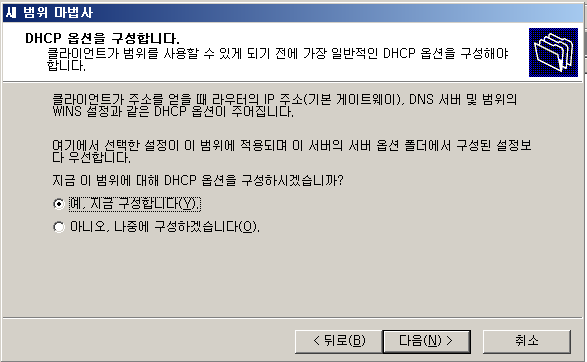 새 범위 마법사
DHCP 옵션을 구성합니다.
클라이언트가 범위를 사용할 수 있게 되기 전에 가장 일반적인 DHCP 옵션을 구성해야
합니다.
클라이언트가 주소를 얻을 때 라우터의 IP 주소(기본 게이트웨이), DNS 서버 및 범위의
WINS 설정과 같은 DHCP 옵션이 주어집니다.
여기에서 선택한 설정이 이 범위에 적용되며 이 서버의 서버 옵션 폴더에서 구성된 설정보
다 우선합니다.
지금 이 범위에 대해 DHCP 옵션을 구성하시겠습니까?
예, 지금 구성합니다(Y).
아니오, 나중에 구성하겠습니다(O).
< 뒤로(B) 다음(N) > 취소